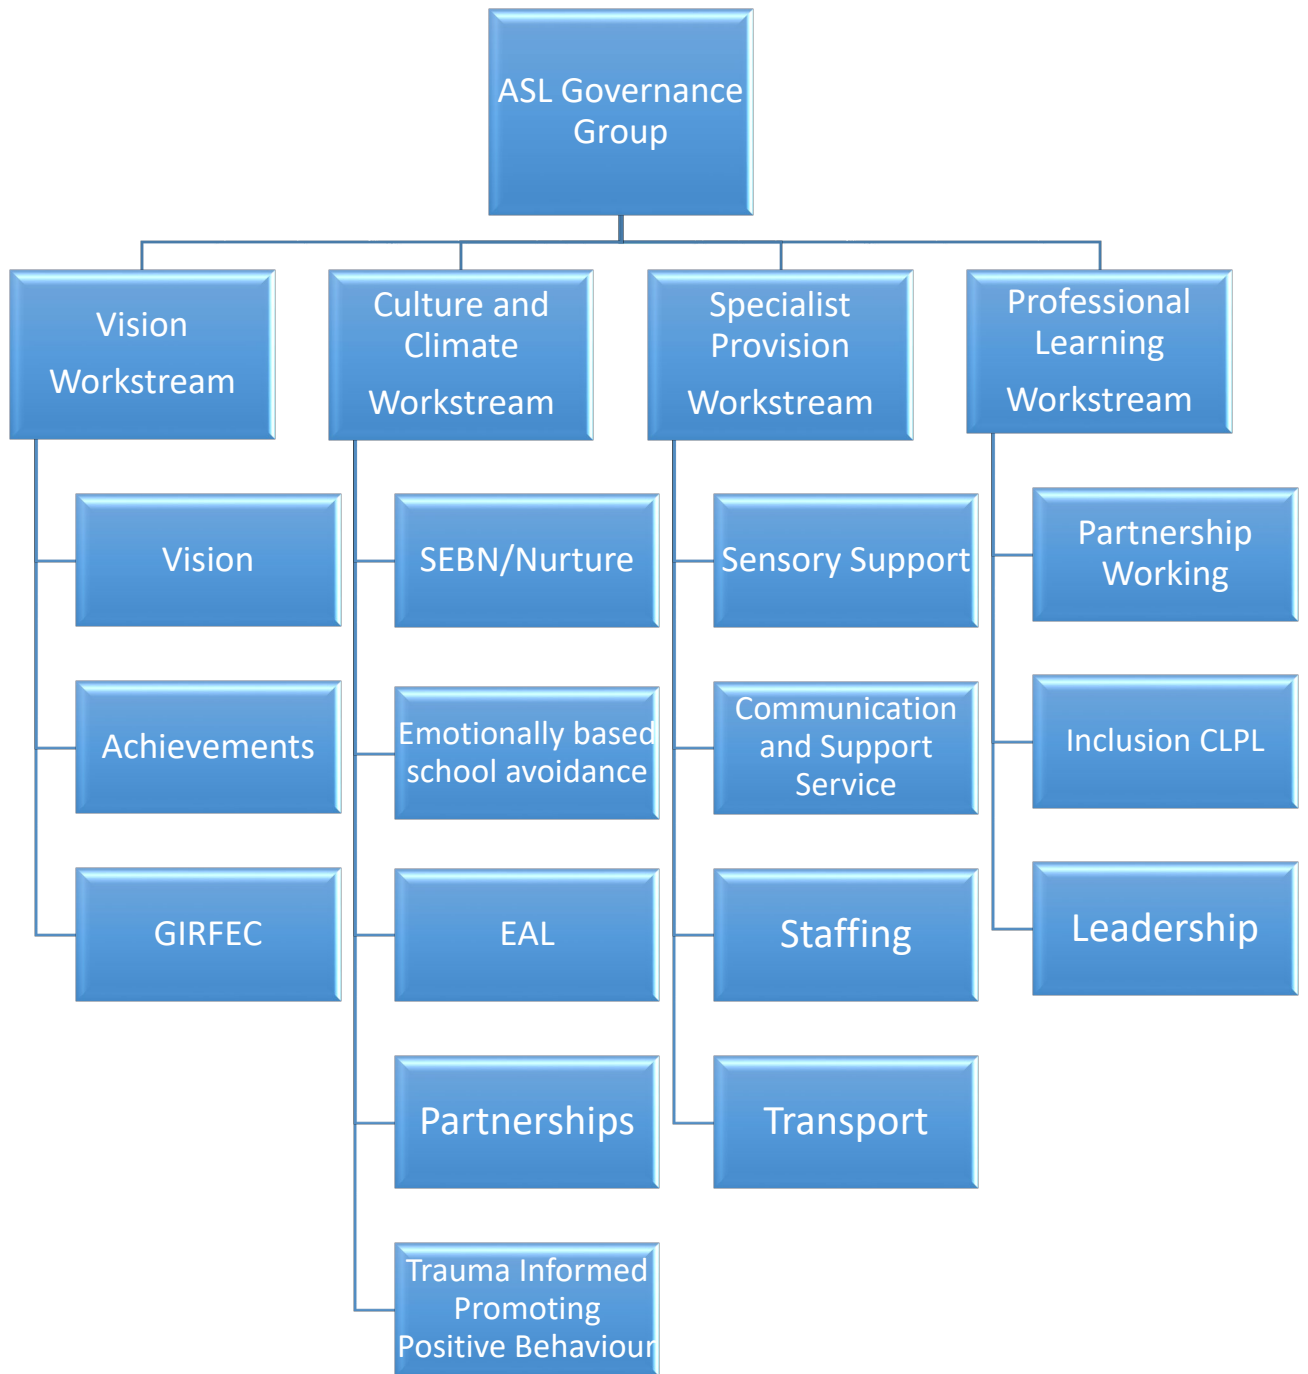 ASL Governance
Group
Vision
Workstream
Culture and
Climate
Workstream
Specialist
Provision
Workstream
Professional
Learning
Workstream
Vision
Achievements
GIRFEC
SEBN/Nurture
Emotionally based
school avoidance
EAL
Partnerships
Trauma Informed
Promoting
Positive Behaviour
Sensory Support
Communication
and Support
Service
Staffing
Transport
Partnership
Working
Inclusion CLPL
Leadership